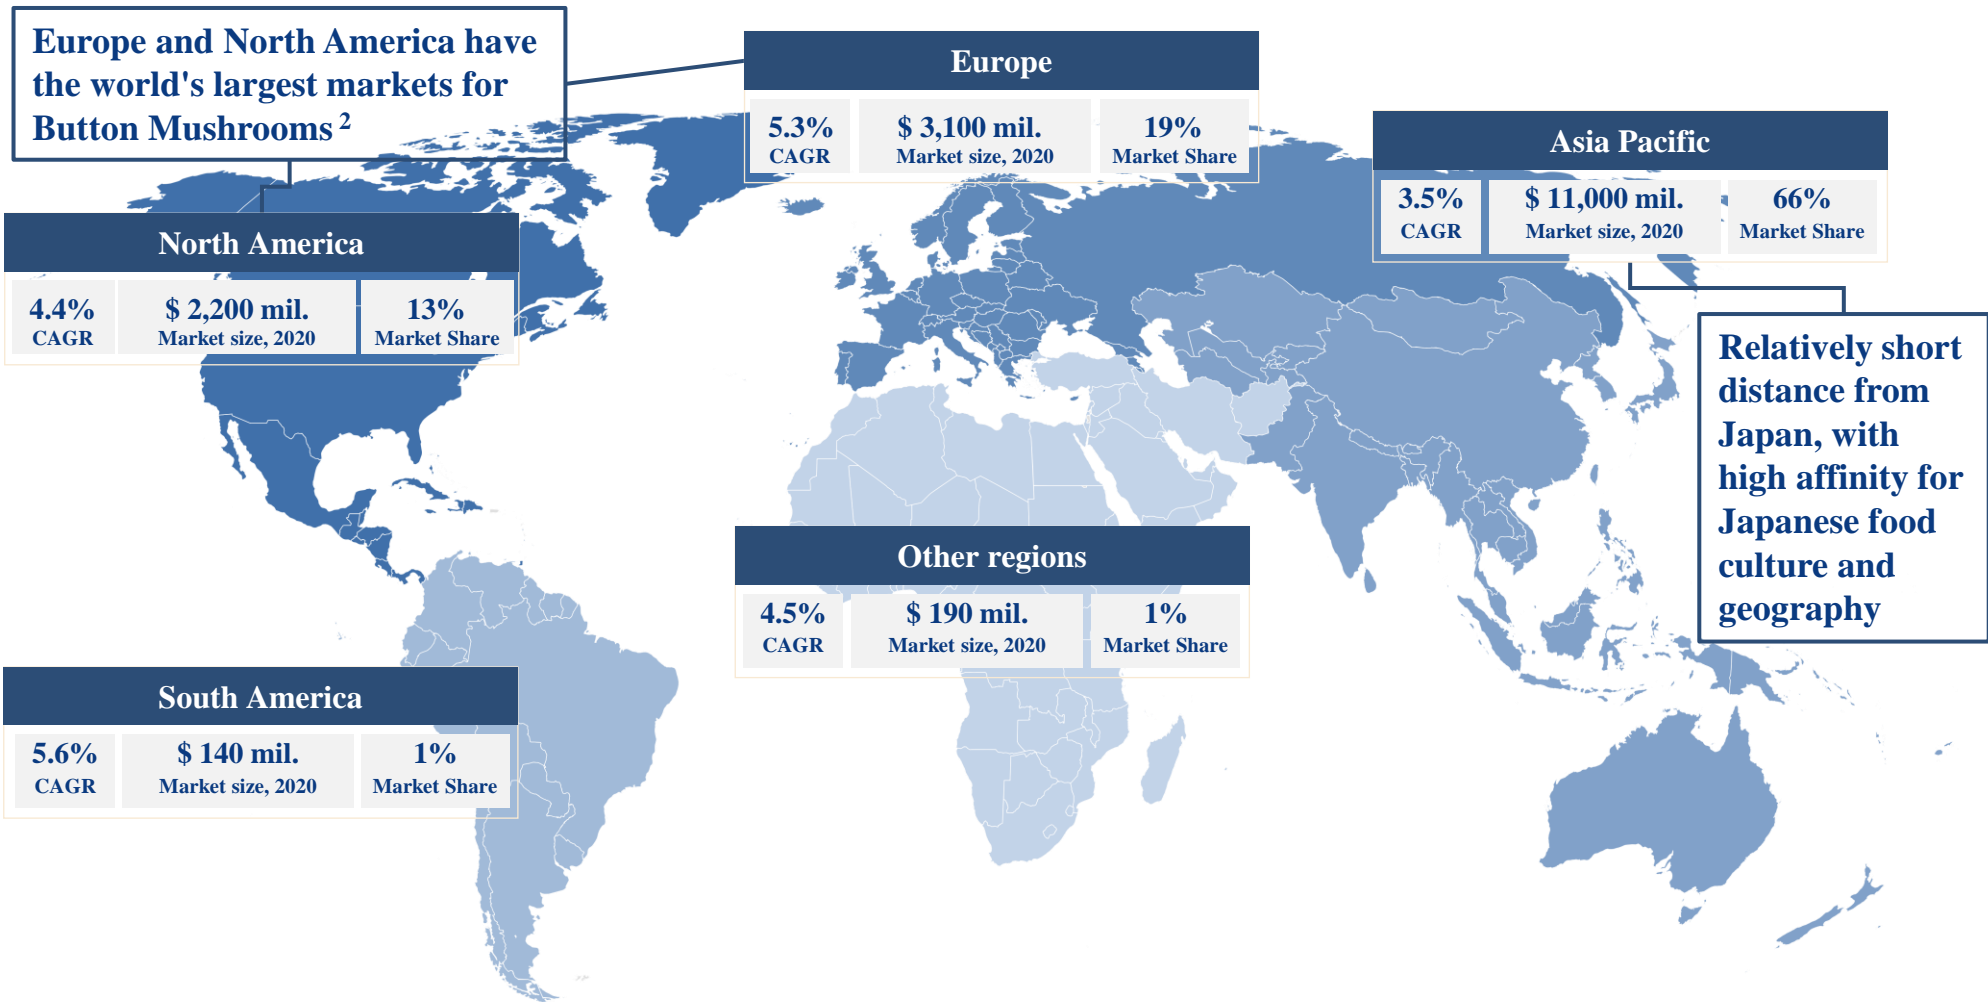 Europe and North America have
the world's largest markets for
Button Mushrooms 2
Europe
5.3%
CAGR
$ 3,100 mil.
Market size, 2020
19%
Market Share
Asia Pacific
3.5%
CAGR
$ 11,000 mil.
Market size, 2020
66%
Market Share
North America
4.4%
CAGR
$ 2,200 mil.
Market size, 2020
13%
Market Share
Relatively short
distance from
Japan, with
high affinity for
Japanese food
culture and
geography
Other regions
4.5%
CAGR
$ 190 mil.
Market size, 2020
1%
Market Share
South America
5.6%
CAGR
$ 140 mil.
Market size, 2020
1%
Market Share